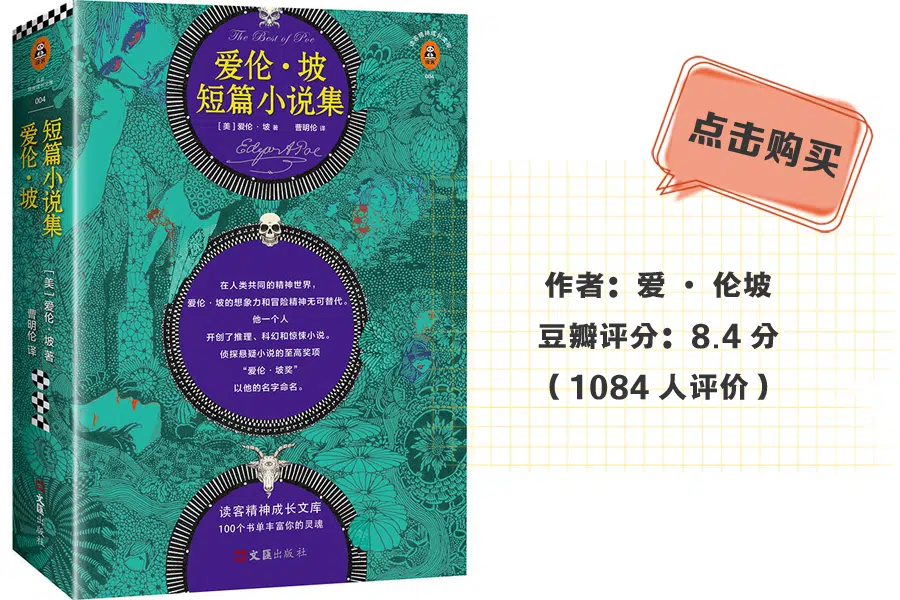 The Best of Poe
爱伦·坡
短篇小说集
[美]爱伦·坡 著 曹明伦 译
Edgar A Poe
在人类共同的精神世界,
爱伦·坡的想象力和冒险精神无可替代。
他一个人
开创了推理、科幻和惊悚小说。
侦探悬疑小说的至高奖项
“爱伦·坡奖”
以他的名字命名。
读客精神成长文库
100个书单丰富你的灵魂
文匯出版社
004
004
爱伦·坡
短篇小说集
[美]爱伦·坡 著
曹明伦 译
文匯出版社
点击购买
作者：爱 · 伦坡
豆瓣评分：8.4 分
（1084 人评价）